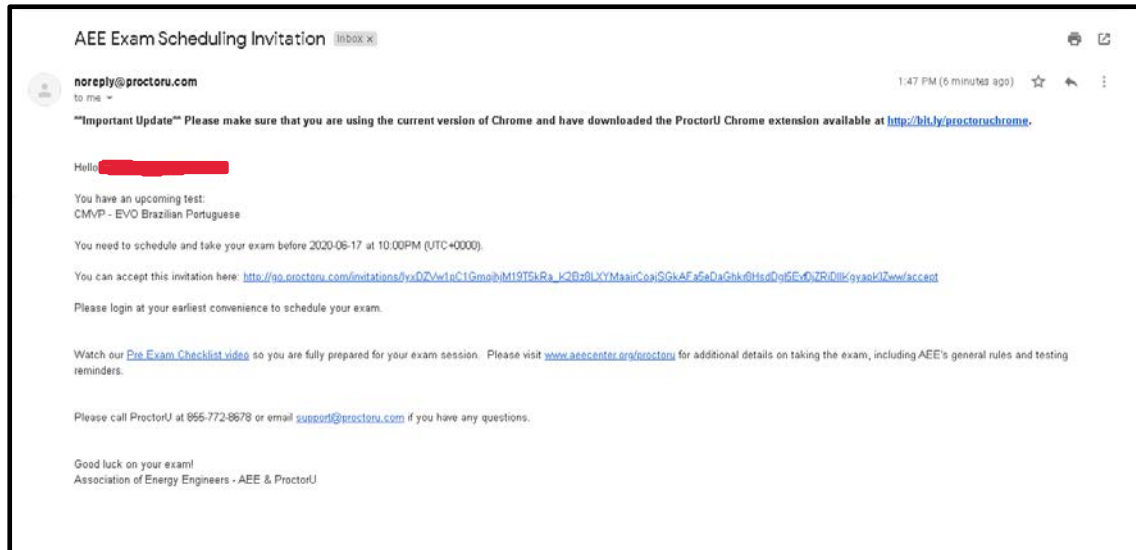 AEE Exam Scheduling Invitation Inbox x
noreply@proctoru.com 1:47 PM (6 minutes ago)
to me
**Important Update** Please make sure that you are using the current version of Chrome and have downloaded the ProctorU Chrome extension available at http://bit.ly/proctoruchrome.
Hello
You have an upcoming test:
CMVP - EVO Brazilian Portuguese
You need to schedule and take your exam before 2020-06-17 at 10:00PM (UTC+0000).
You can accept this invitation here:
Please login at your earliest convenience to schedule your exam.
Watch our Pre Exam Checklist video so you are fully prepared for your exam session. Please visit www.aeecenter.org/proctoru for additional details on taking the exam, including AEE's general rules and testing
reminders.
Please call ProctorU at 855-772-8678 or email support@proctoru.com if you have any questions.
Good luck on your exam!
Association of Energy Engineers - AEE & ProctorU